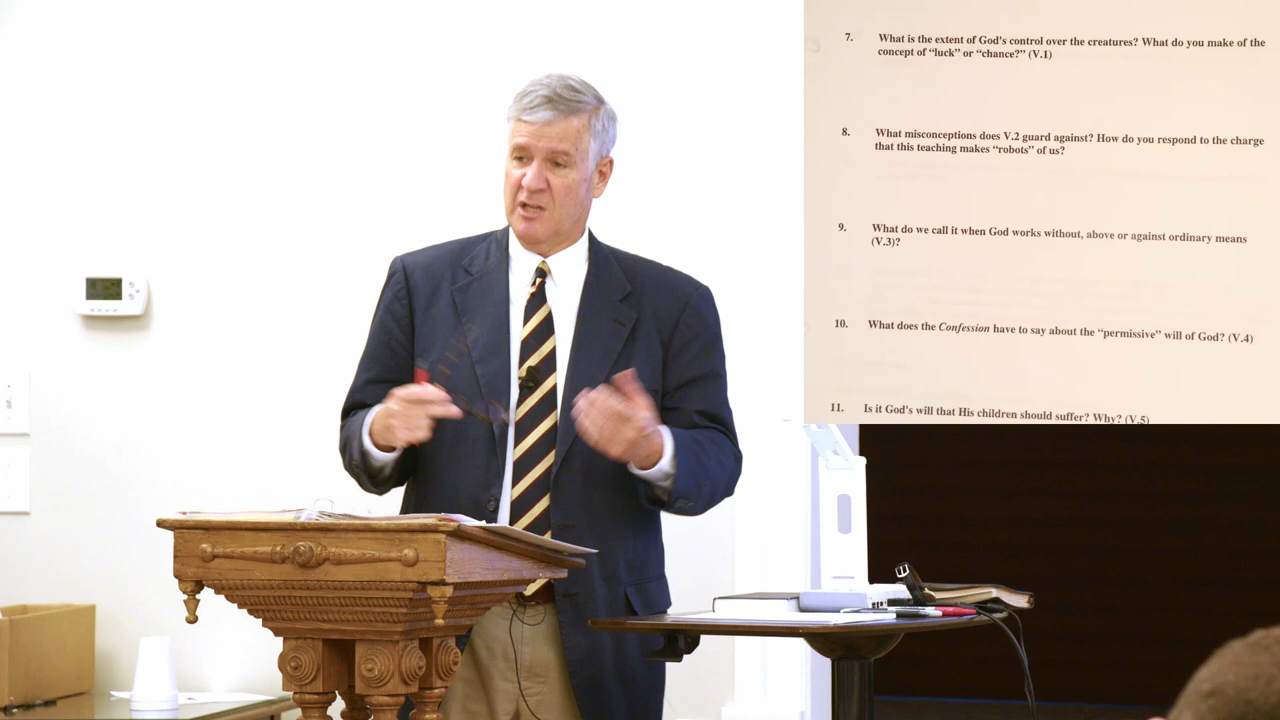 7. What is the extent of God's control over the creatures? What do you make of the
concept of “luck” or “chance?” (V.1)
8. What misconceptions does V.2 guard against? How do you respond to the charge
that this teaching makes “robots” of us?
9. What do we call it when God works without, above or against ordinary means
(V.3)?
10. What does the Confession have to say about the “permissive” will of God? (V.4)
11. Is it God's will that His children should suffer? Why? (V.5)